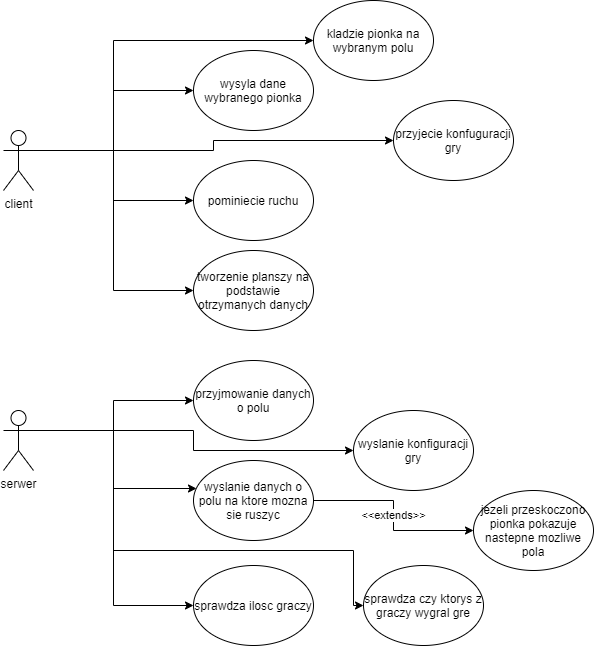 kladzie pionka na
wybranym polu
wysyla dane
wybranego pionka
przyjecie konfuguracji
gry
client
pominiecie ruchu
tworzenie planszy na
podstawie
otrzymanych danych
przyjmowanie danych
o polu
serwer
wyslanie konfiguracji
gry
wyslanie danych o
polu na ktore mozna
sie ruszyc
<<extends>>
jezeli przeskoczono
pionka pokazuje
nastepne mozliwe
pola
sprawdza ilosc graczy
sprawdza czy ktorys z
graczy wygral gre